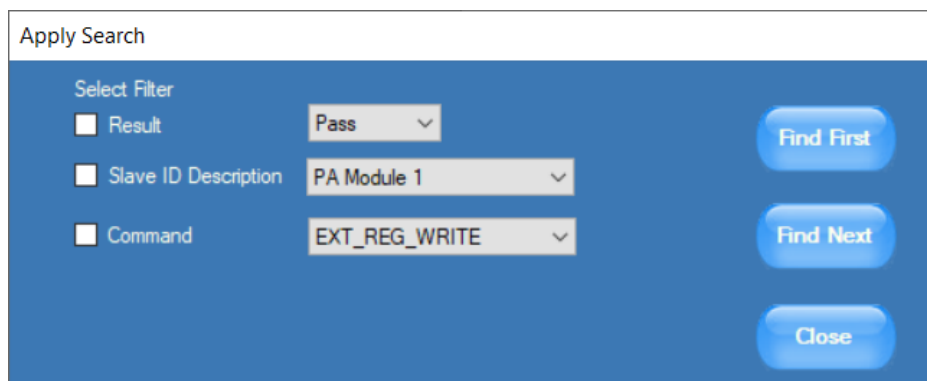 Apply Search
Select Filter
Result
Pass
Find First
Slave ID Description
PA Module 1
Command
EXT_REG_WRITE
Find Next
Close